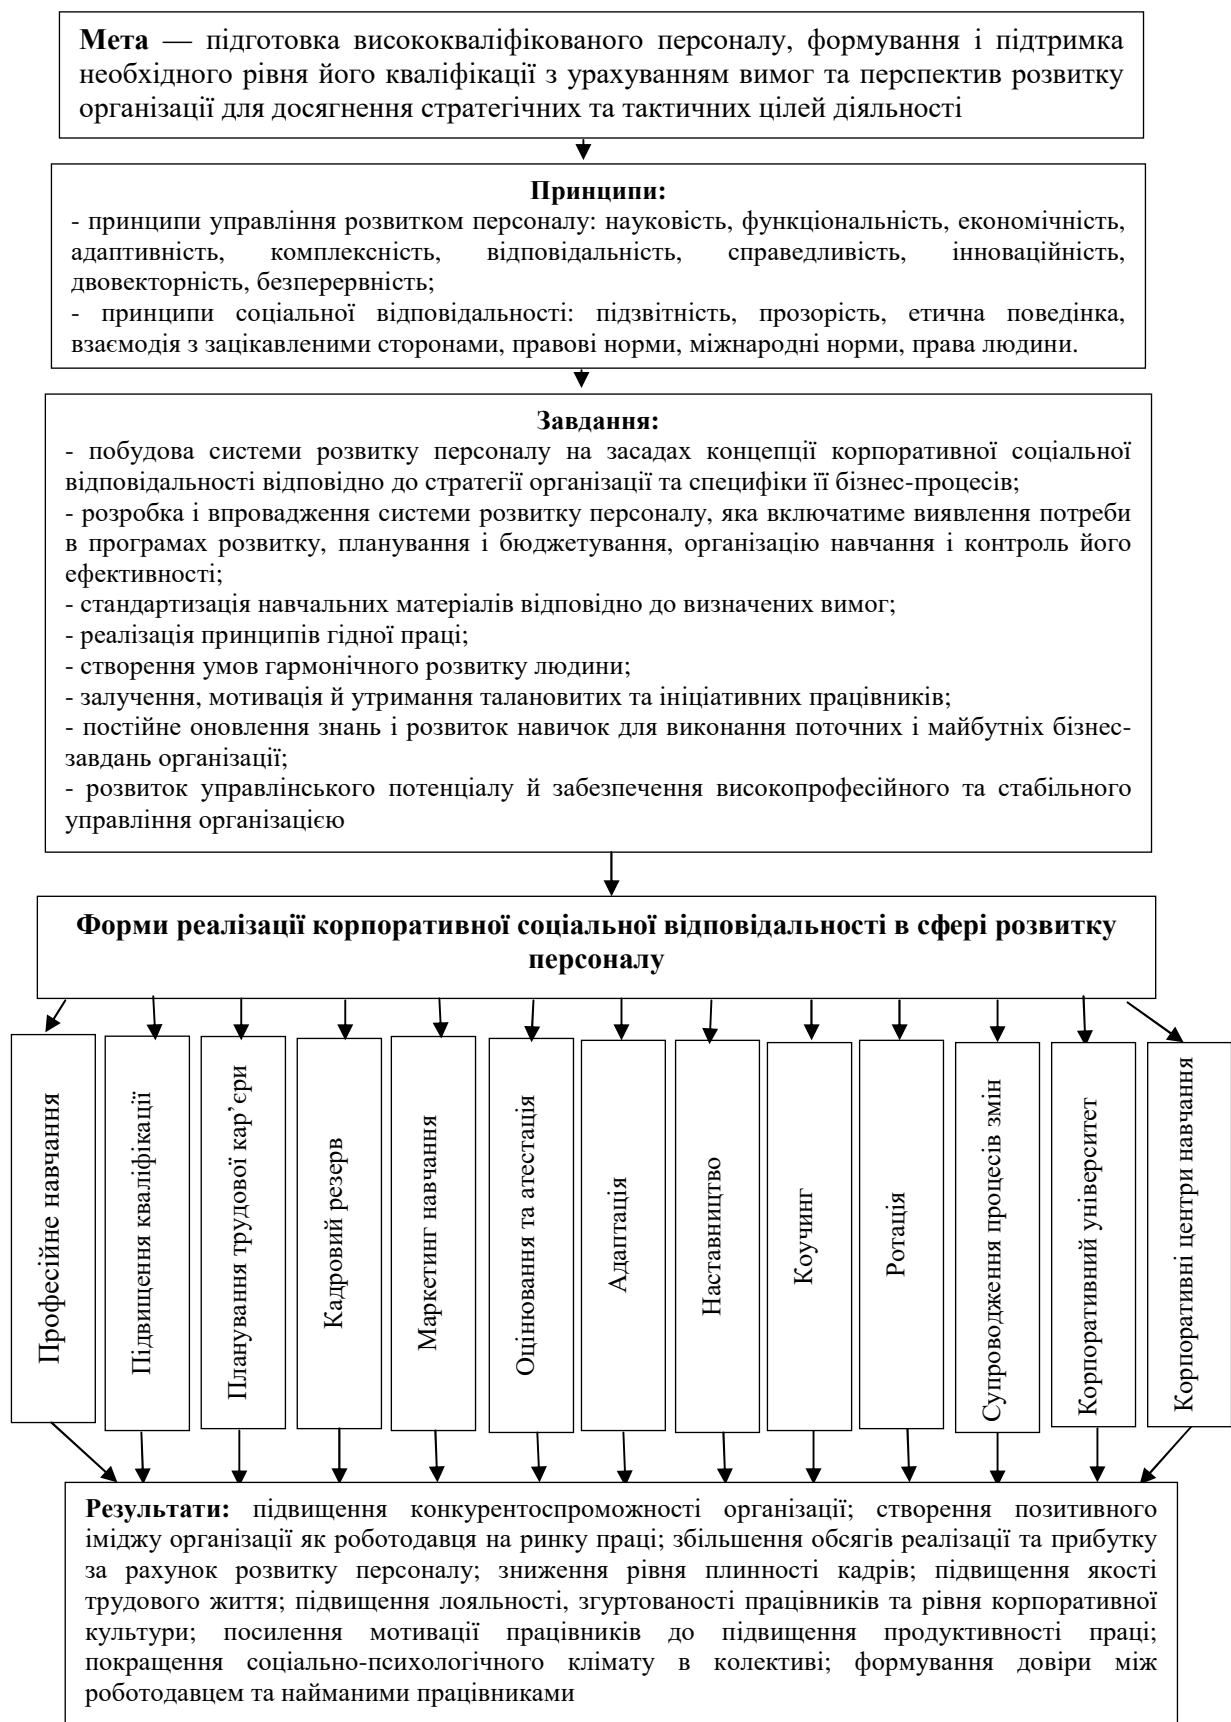 Мета — підготовка висококваліфікованого персоналу, формування і підтримка
необхідного рівня його кваліфікації з урахуванням вимог та перспектив розвитку
організації для досягнення стратегічних та тактичних цілей діяльності
Принципи:
- принципи управління розвитком персоналу: науковість, функціональність, економічність,
адаптивність, комплексність, відповідальність, справедливість, інноваційність,
двовекторність, безперервність;
- принципи соціальної відповідальності: підзвітність, прозорість, етична поведінка,
взаємодія з зацікавленими сторонами, правові норми, міжнародні норми, права людини.
Завдання:
- побудова системи розвитку персоналу на засадах концепції корпоративної соціальної
відповідальності відповідно до стратегії організації та специфіки її бізнес-процесів;
- розробка і впровадження системи розвитку персоналу, яка включатиме виявлення потреби
в програмах розвитку, планування і бюджетування, організацію навчання і контроль його
ефективності;
- стандартизація навчальних матеріалів відповідно до визначених вимог;
- реалізація принципів гідної праці;
- створення умов гармонічного розвитку людини;
- залучення, мотивація й утримання талановитих та ініціативних працівників;
- постійне оновлення знань і розвиток навичок для виконання поточних і майбутніх бізнес-
завдань організації;
- розвиток управлінського потенціалу й забезпечення високопрофесійного та стабільного
управління організацією
Форми реалізації корпоративної соціальної відповідальності в сфері розвитку
персоналу
Професійне навчання
Підвищення кваліфікації
Планування трудової кар’єри
Кадровий резерв
Маркетинг навчання
Оцінювання та атестація
Адаптація
Наставництво
Коучинг
Ротація
Супроводження процесів змін
Корпоративний університет
Корпоративні центри навчання
Результати: підвищення конкурентоспроможності організації; створення позитивного
іміджу організації як роботодавця на ринку праці; збільшення обсягів реалізації та прибутку
за рахунок розвитку персоналу; зниження рівня плинності кадрів; підвищення якості
трудового життя; підвищення лояльності, згуртованості працівників та рівня корпоративної
культури; посилення мотивації працівників до підвищення продуктивності праці;
покращення соціально-психологічного клімату в колективі; формування довіри між
роботодавцем та найманими працівниками